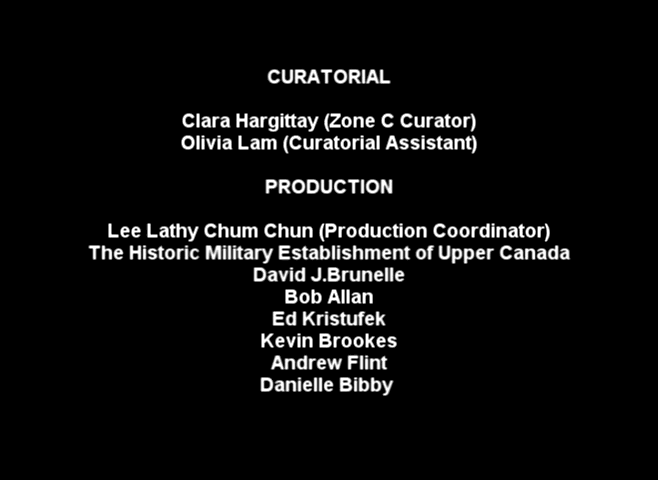 CURATORIAL
Clara Hargittay (Zone C Curator)
Olivia Lam (Curatorial Assistant)
PRODUCTION
Lee Lathy Chum Chun (Production Coordinator)
The Historic Military Establishment of Upper Canada
David J.Brunelle
Bob Allan
Ed Kristufek
Kevin Brookes
Andrew Flint
Danielle Bibby